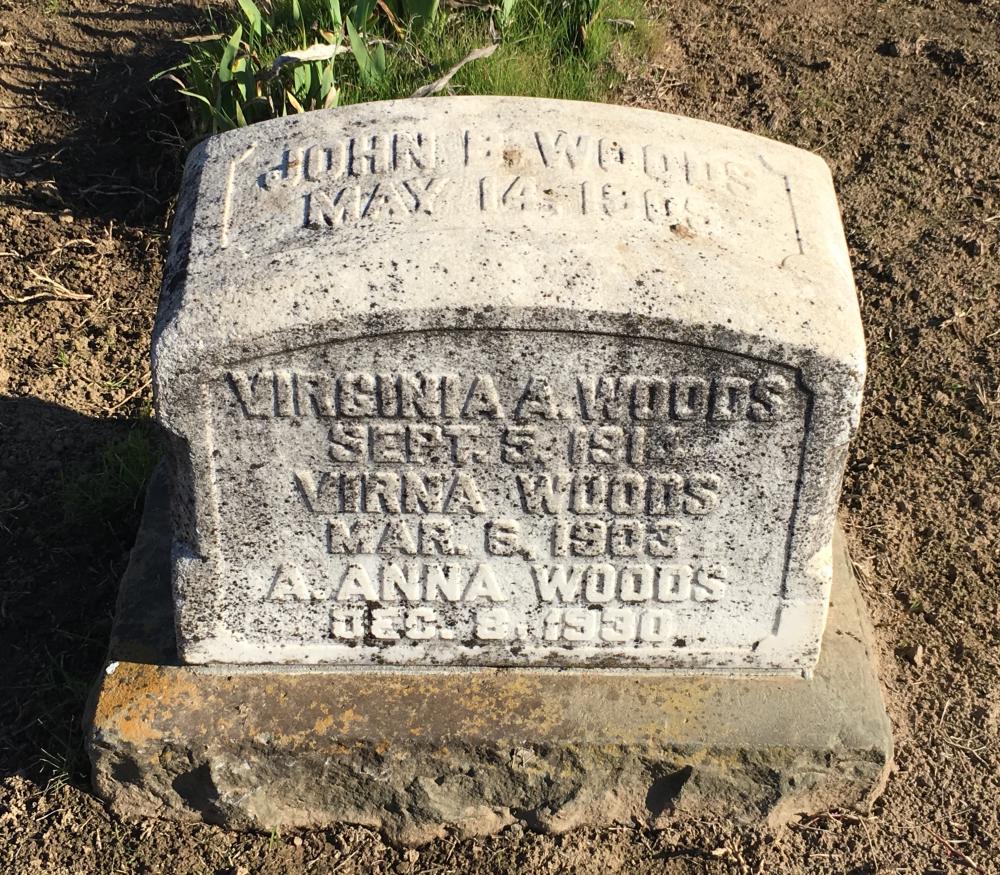 JOHN B. WOODS
MAY 14,
VIRGINIA A. WOODS
SEPT. 5,
VIRNA WOODS
MAR. 6, 1903
A. ANNA WOODS
DEC. 8, 1930